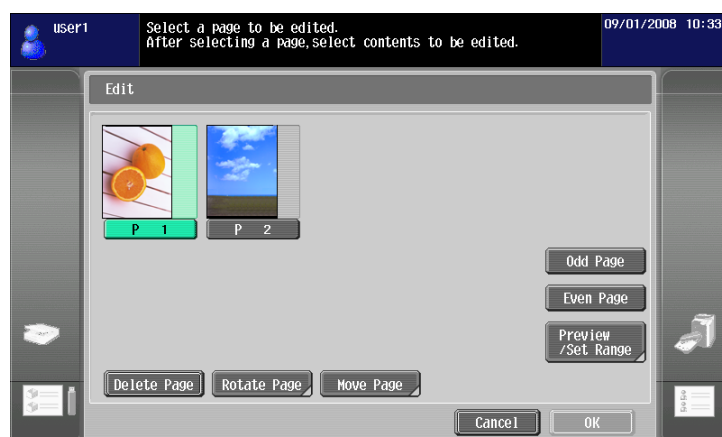 user1
Select a page to be edited.
After selecting a page,select contents to be edited.
09/01/2008 10:33
Edit
P 1
P 2
Odd Page
Even Page
Preview
/Set Range
Delete Page
Rotate Page
Move Page
Cancel
OK